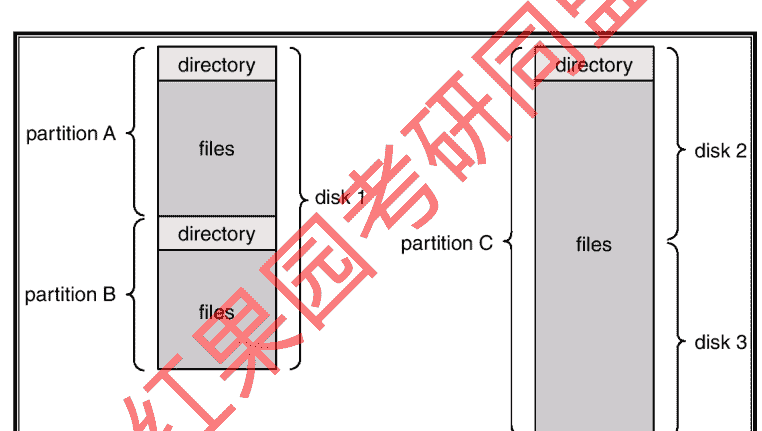 directory
directory
partition A
files
disk 2
disk 1
directory
partition C
files
partition B
files
disk 3
红果园考研同盟